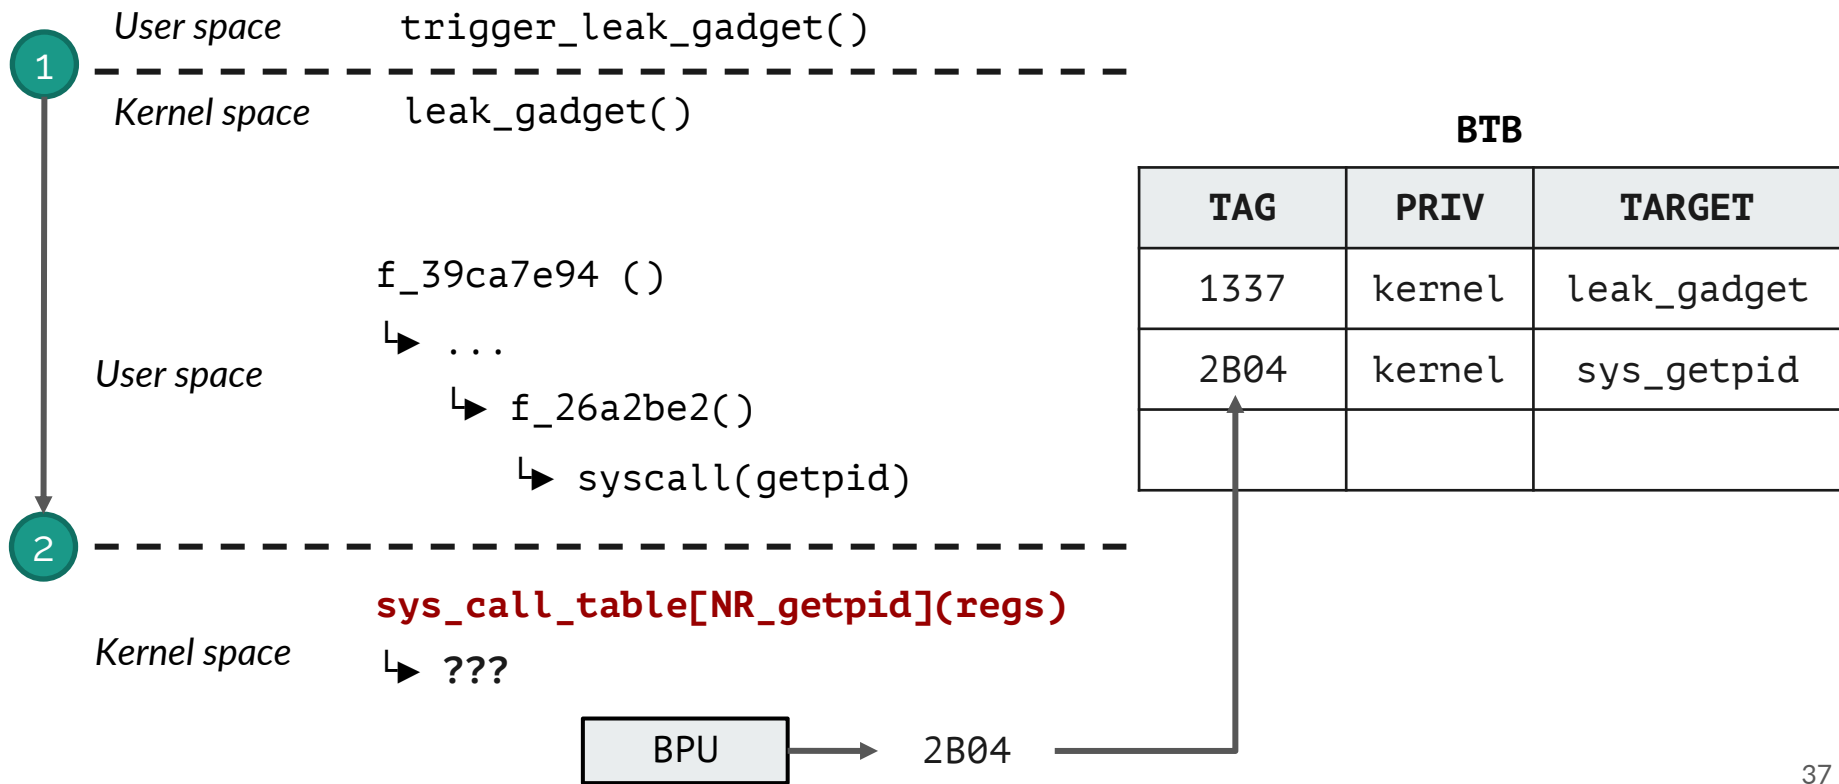 User space trigger_leak_gadget()
1
Kernel space leak_gadget()
BTB
TAG PRIV TARGET
1337 kernel leak_gadget
2B04 kernel sys_getpid
f_39ca7e94 ()
...
User space
f_26a2be2()
syscall(getpid)
2
sys_call_table[NR_getpid](regs)
Kernel space
???
BPU 2B04
37